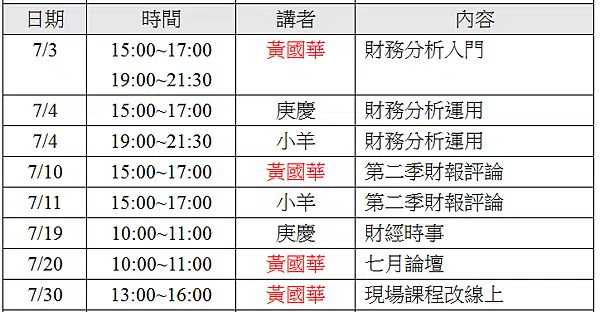 日期 時間 講者 內容
7/3 15:00~17:00 黃國華 財務分析入門
19:00~21:30
7/4 15:00~17:00 庚慶 財務分析運用
7/4 19:00~21:30 小羊 財務分析運用
7/10 15:00~17:00 黃國華 第二季財報評論
7/11 15:00~17:00 小羊 第二季財報評論
7/19 10:00~11:00 庚慶 財經時事
7/20 10:00~11:00 黃國華 七月論壇
7/30 13:00~16:00 黃國華 現場課程改線上